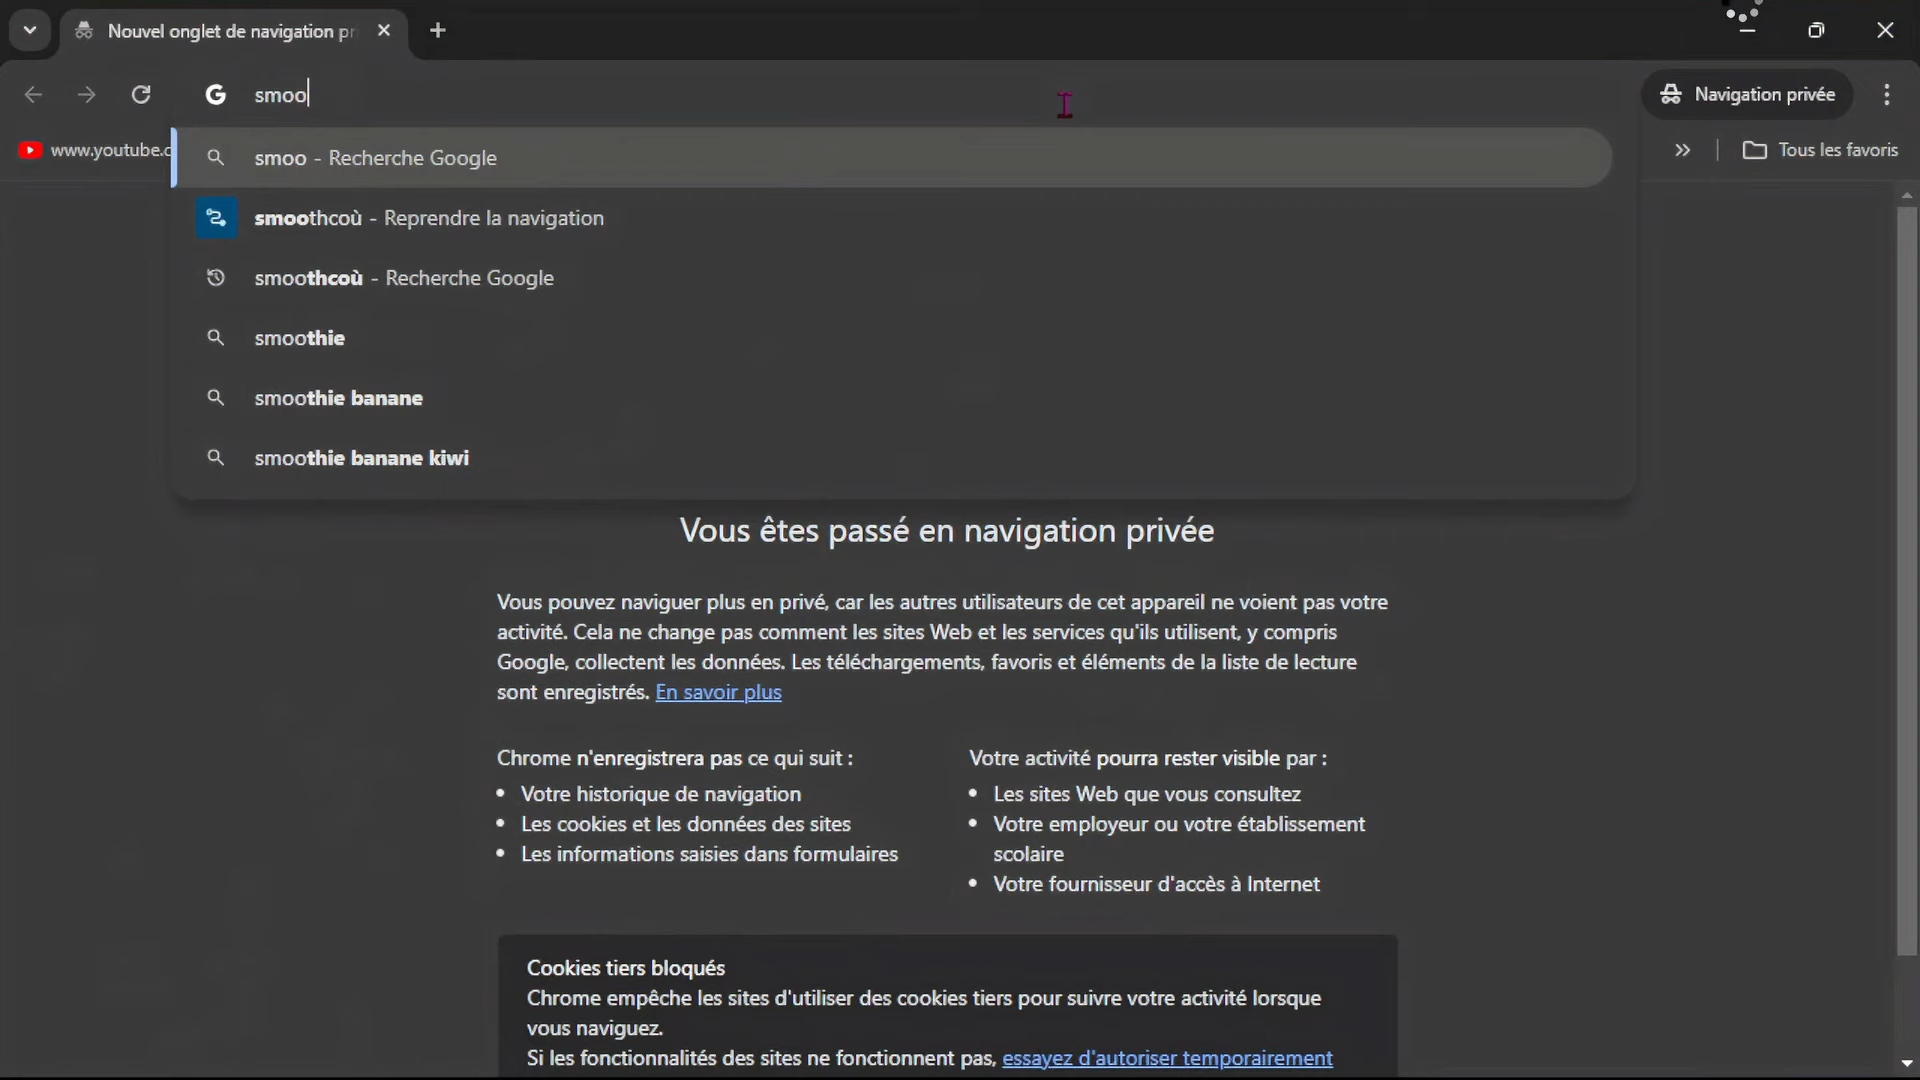 Nouvel onglet de navigation pr
smoo
Navigation privée
www.youtube.c
Tous les favoris
smoo - Recherche Google
smoothcoù - Reprendre la navigation
smoothcoù - Recherche Google
smoothie
smoothie banane
smoothie banane kiwi
Vous êtes passé en navigation privée
Vous pouvez naviguer plus en privé, car les autres utilisateurs de cet appareil ne voient pas votre
activité. Cela ne change pas comment les sites Web et les services qu'ils utilisent, y compris
Google, collectent les données. Les téléchargements, favoris et éléments de la liste de lecture
sont enregistrés. En savoir plus
Chrome n'enregistrera pas ce qui suit :
• Votre historique de navigation
• Les cookies et les données des sites
• Les informations saisies dans formulaires
Votre activité pourra rester visible par :
• Les sites Web que vous consultez
• Votre employeur ou votre établissement
scolaire
• Votre fournisseur d'accès à Internet
Cookies tiers bloqués
Chrome empêche les sites d'utiliser des cookies tiers pour suivre votre activité lorsque
vous naviguez.
Si les fonctionnalités des sites ne fonctionnent pas, essayez d'autoriser temporairement